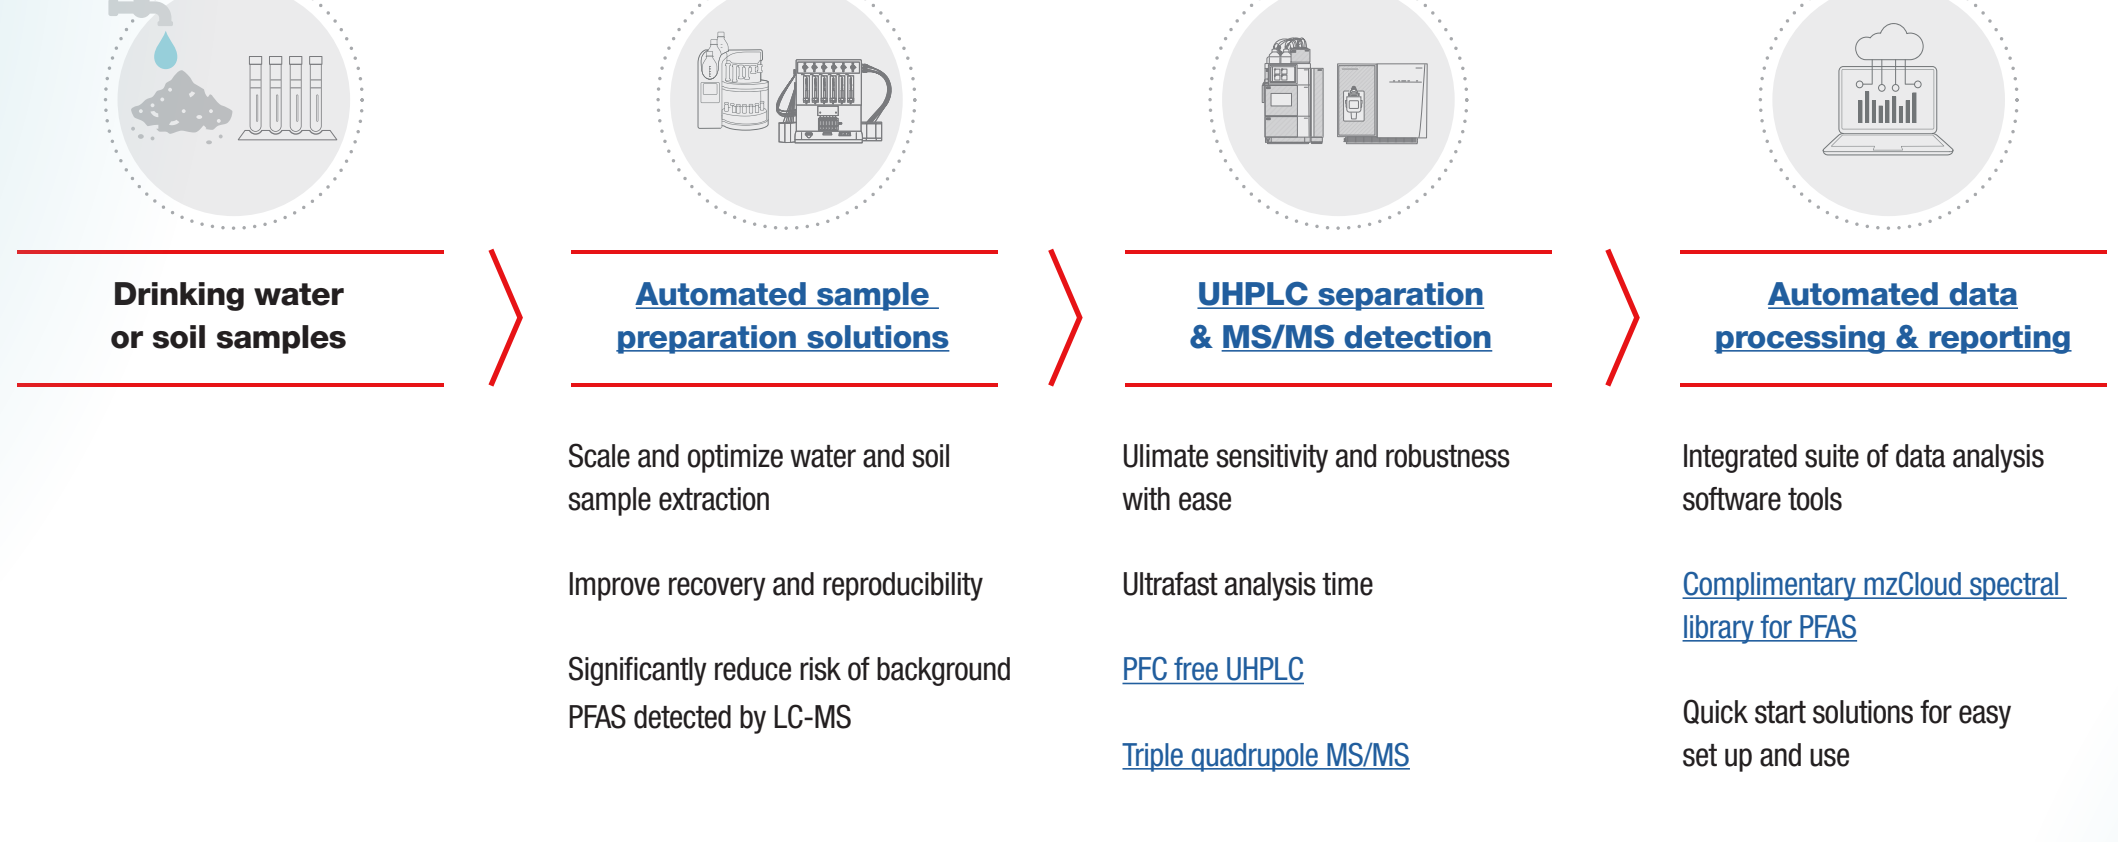 Drinking water
or soil samples
Automated sample
preparation solutions
UHPLC separation
& MS/MS detection
Automated data
processing & reporting
Scale and optimize water and soil
sample extraction
Improve recovery and reproducibility
Significantly reduce risk of background
PFAS detected by LC-MS
Ulimate sensitivity and robustness
with ease
Ultrafast analysis time
PFC free UHPLC
Triple quadrupole MS/MS
Integrated suite of data analysis
software tools
Complimentary mzCloud spectral
library for PFAS
Quick start solutions for easy
set up and use